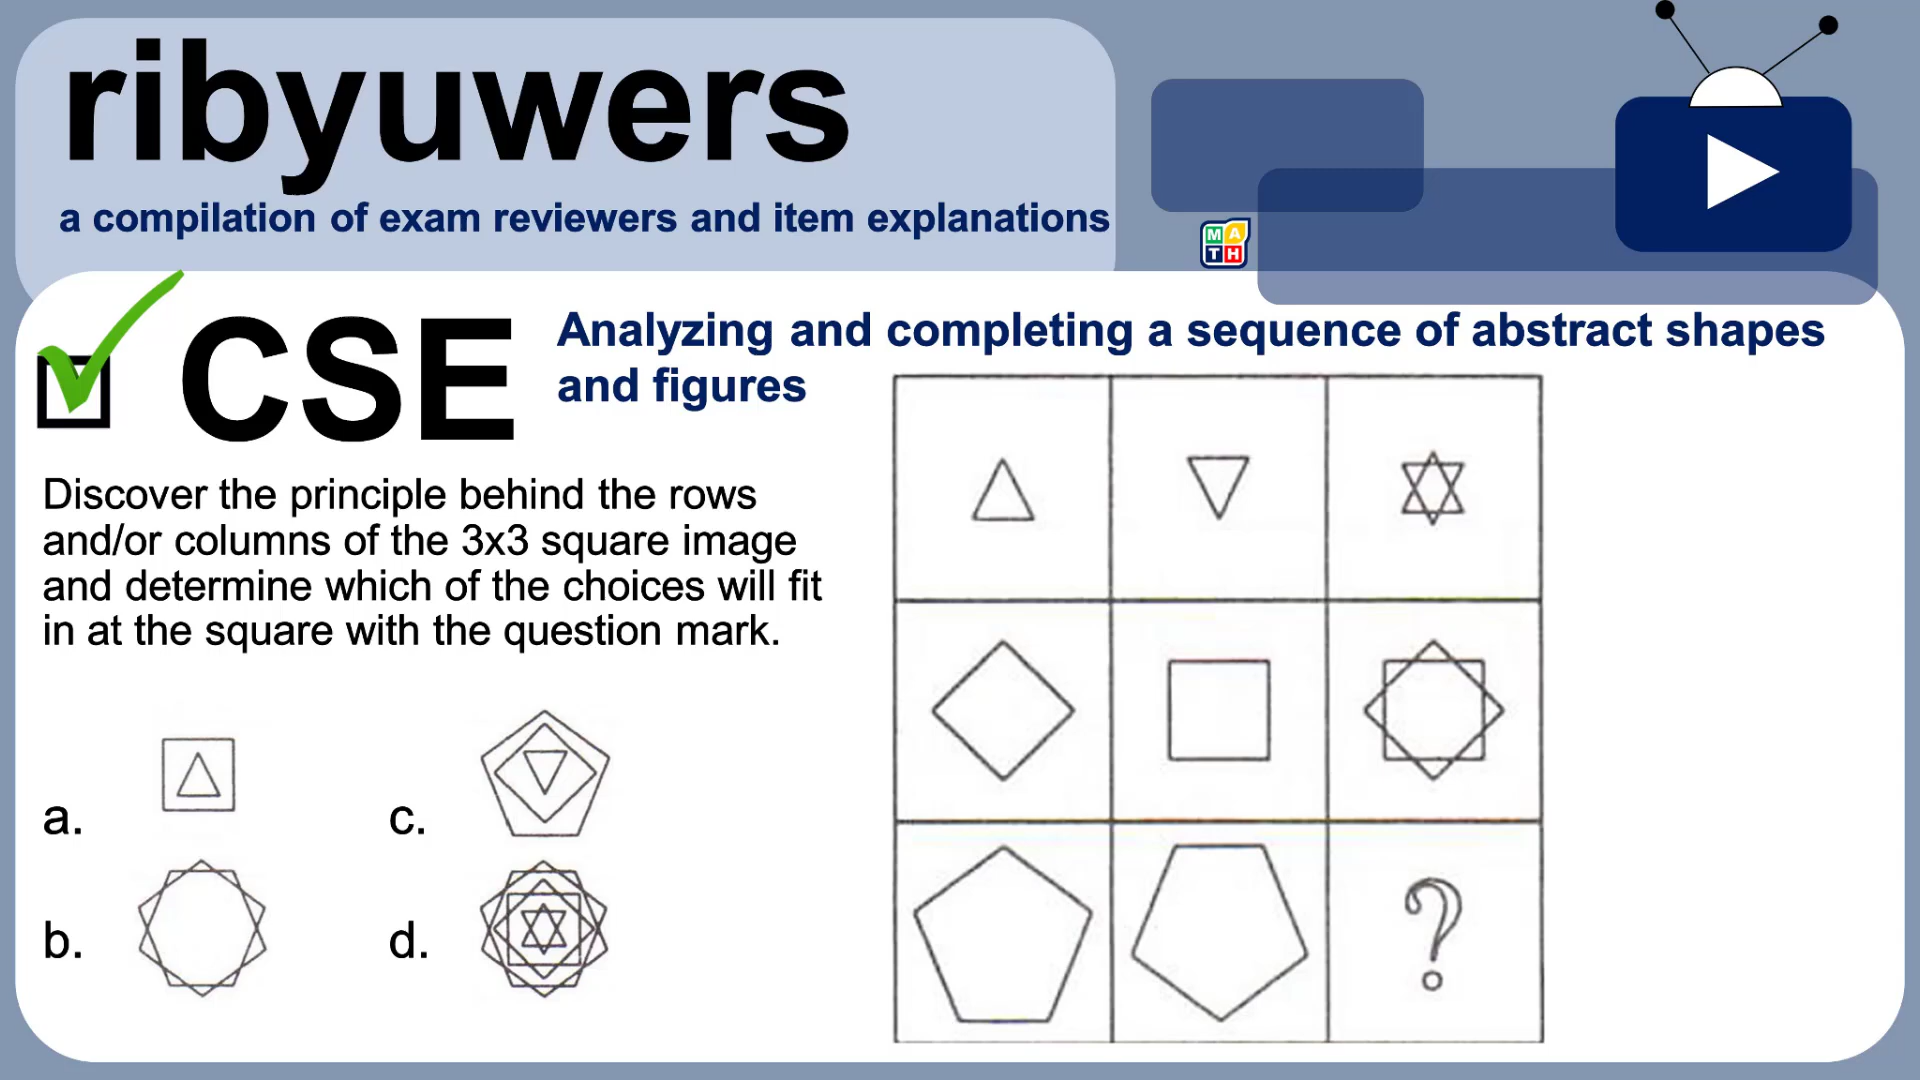 ribyuwers
a compilation of exam reviewers and item explanations
MA
TH
CSE
Analyzing and completing a sequence of abstract shapes
and figures
Discover the principle behind the rows
and/or columns of the 3x3 square image
and determine which of the choices will fit
in at the square with the question mark.
a.
c.
b.
d.
?